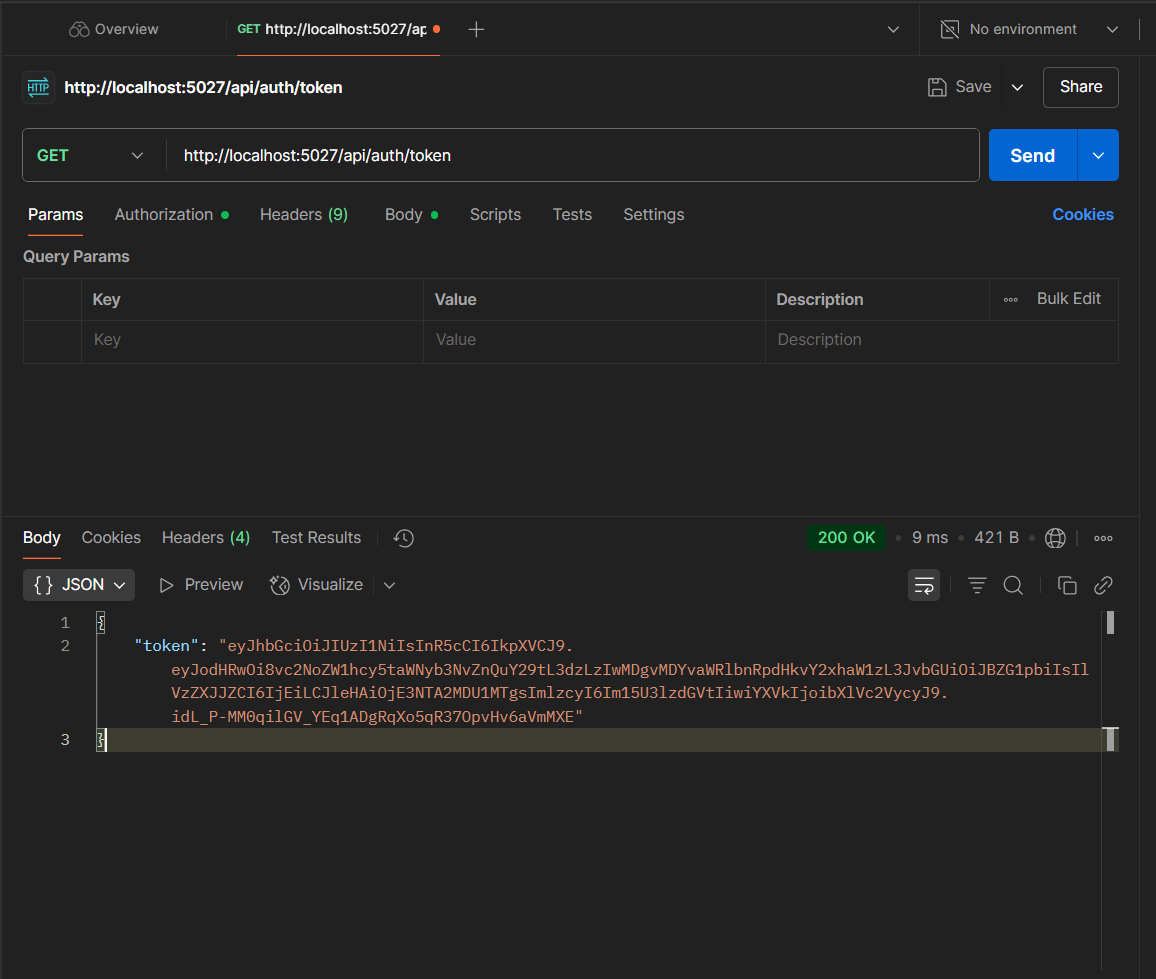 Overview
GET http://localhost:5027/ap
No environment
HTTP http://localhost:5027/api/auth/token
Save
Share
GET http://localhost:5027/api/auth/token
Send
Params Authorization Headers (9) Body Scripts Tests Settings Cookies
Query Params
Key Value Description Bulk Edit
Key Value Description
Body Cookies Headers (4) Test Results 200 OK 9 ms 421 B
{} JSON Preview Visualize
1 {
2 "token": "eyJhbGciOiJIUzI1NiIsInR5cCI6IkpXVCJ9.
eyJodHRwOi8vc2NoZW1hcy5taWNyb3NvZnQuY29tL3dzLzIwMDgvMDYvaWRlbnRpdHkvY2xhaW1zL3JvbGUiOiJBZG1pbiIsIl
VzZXJJZCI6IjEiLCJleHAiOjE3NTA2MDU1MTgsImlzcyI6Im15U3lzdGVtIiwiYXVkIjoibXlVc2VycyJ9.
idL_P-MM0qilGV_YEq1ADgRqXo5qR37OpvHv6aVmMXE"
3 }